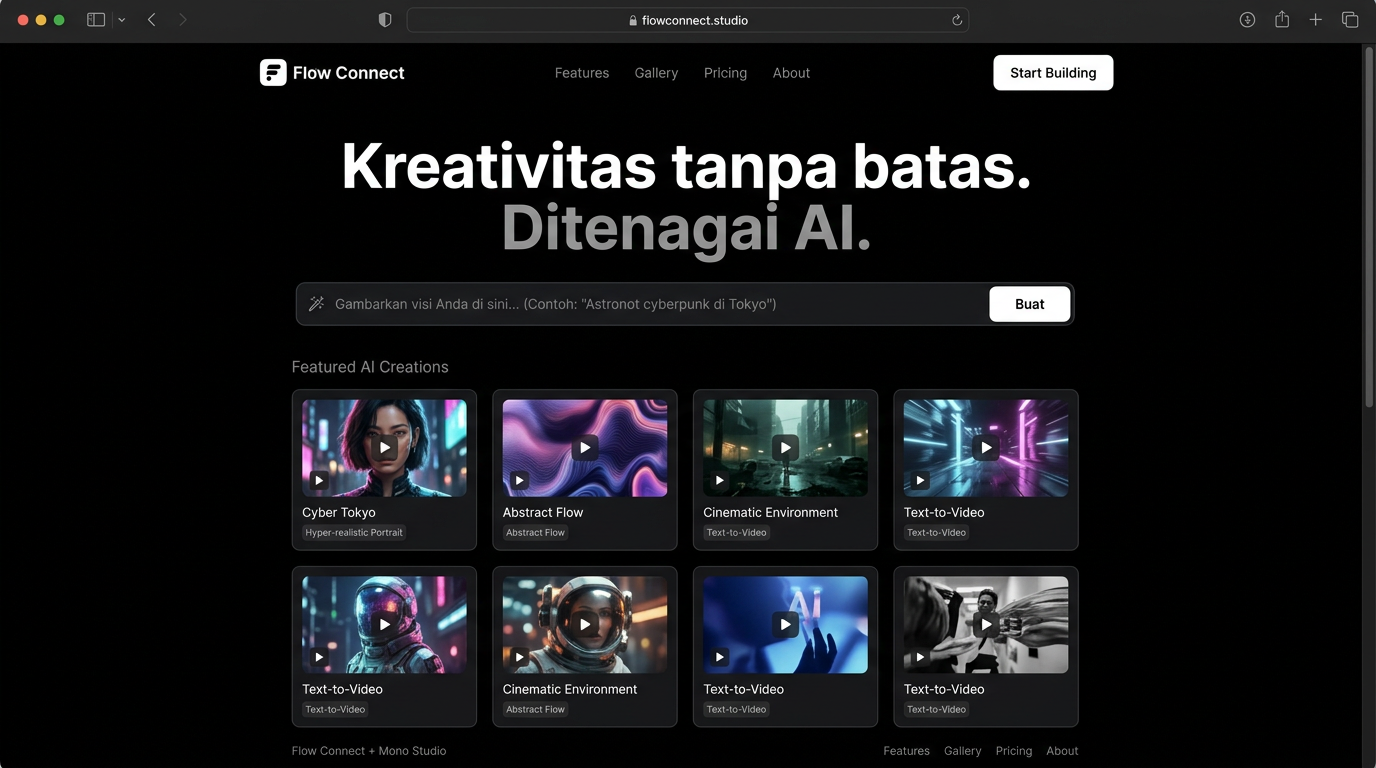 flowconnect.studio
Flow Connect
Features Gallery Pricing About
Start Building
Kreativitas tanpa batas.
Ditenagai AI.
Gambarkan visi Anda di sini... (Contoh: "Astronot cyberpunk di Tokyo")
Buat
Featured AI Creations
Cyber Tokyo
Hyper-realistic Portrait
Abstract Flow
Abstract Flow
Cinematic Environment
Text-to-Video
Text-to-Video
Text-to-Video
Text-to-Video
Text-to-Video
Cinematic Environment
Abstract Flow
AI
Text-to-Video
Text-to-Video
Text-to-Video
Text-to-Video
Flow Connect + Mono Studio
Features Gallery Pricing About